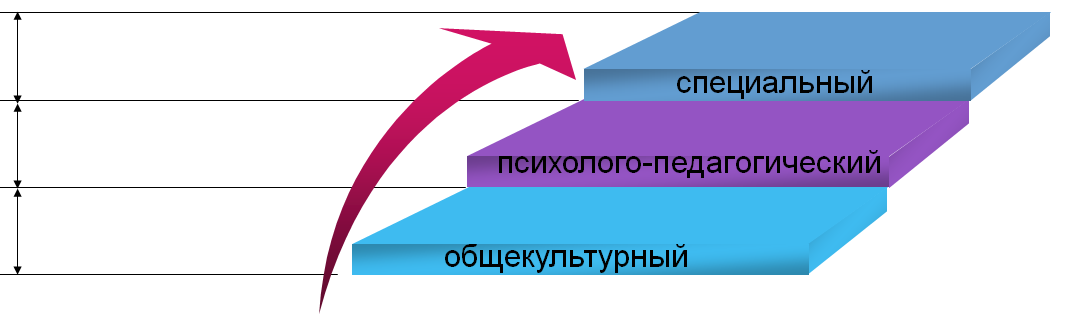 специальный
психолого-педагогический
общекультурный